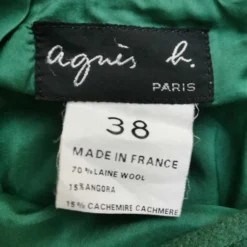 agnès b.
PARIS
38
MADE IN FRANCE
70% LAINE WOOL
15% ANGORA
15% CACHEMIRE CACHMERE